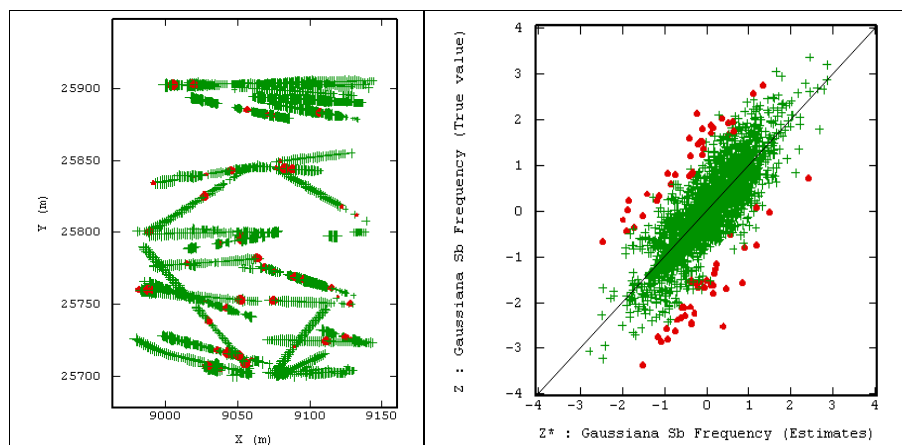 Y (m)
25900
25850
25800
25750
25700
9000 9050 9100 9150
X (m)
Z : Gaussiana Sb Frequency (True value)
4
3
2
1
0
-1
-2
-3
-4
-4 -3 -2 -1 0 1 2 3 4
Z* : Gaussiana Sb Frequency (Estimates)